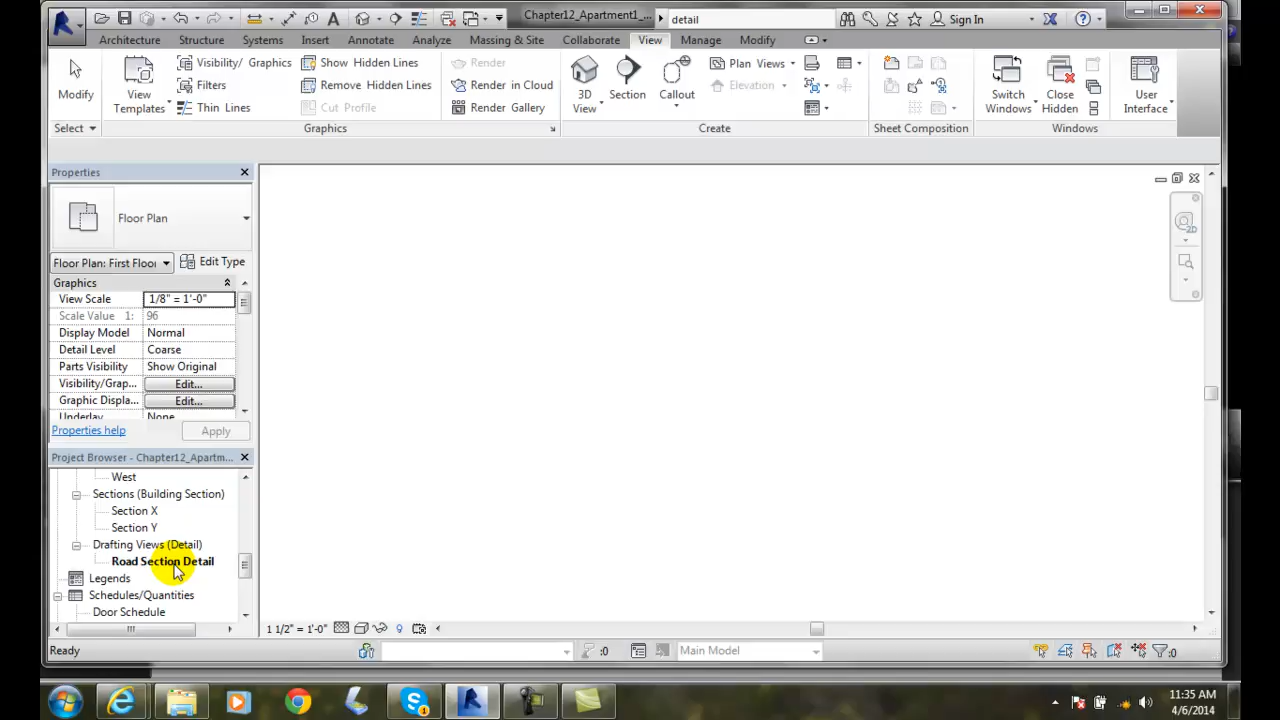 Chapter12_Apartment1_...
detail
Sign In
Architecture Structure Systems Insert Annotate Analyze Massing & Site Collaborate View Manage Modify
Modify
View Templates
Visibility/ Graphics
Filters
Thin Lines
Show Hidden Lines
Remove Hidden Lines
Cut Profile
Render
Render in Cloud
Render Gallery
3D View
Section
Callout
Plan Views
Elevation
Switch Windows
Close Hidden
User Interface
Select Graphics Create Sheet Composition Windows
Properties
Floor Plan
Floor Plan: First Floor
Edit Type
Graphics
View Scale 1/8" = 1'-0"
Scale Value 1: 96
Display Model Normal
Detail Level Coarse
Parts Visibility Show Original
Visibility/Grap... Edit...
Graphic Displa... Edit...
Underlay None
Properties help Apply
Project Browser - Chapter12_Apartm...
West
Sections (Building Section)
Section X
Section Y
Drafting Views (Detail)
Road Section Detail
Legends
Schedules/Quantities
Door Schedule
1 1/2" = 1'-0"
Ready
:0
Main Model
:0
2D
11:35 AM
4/6/2014